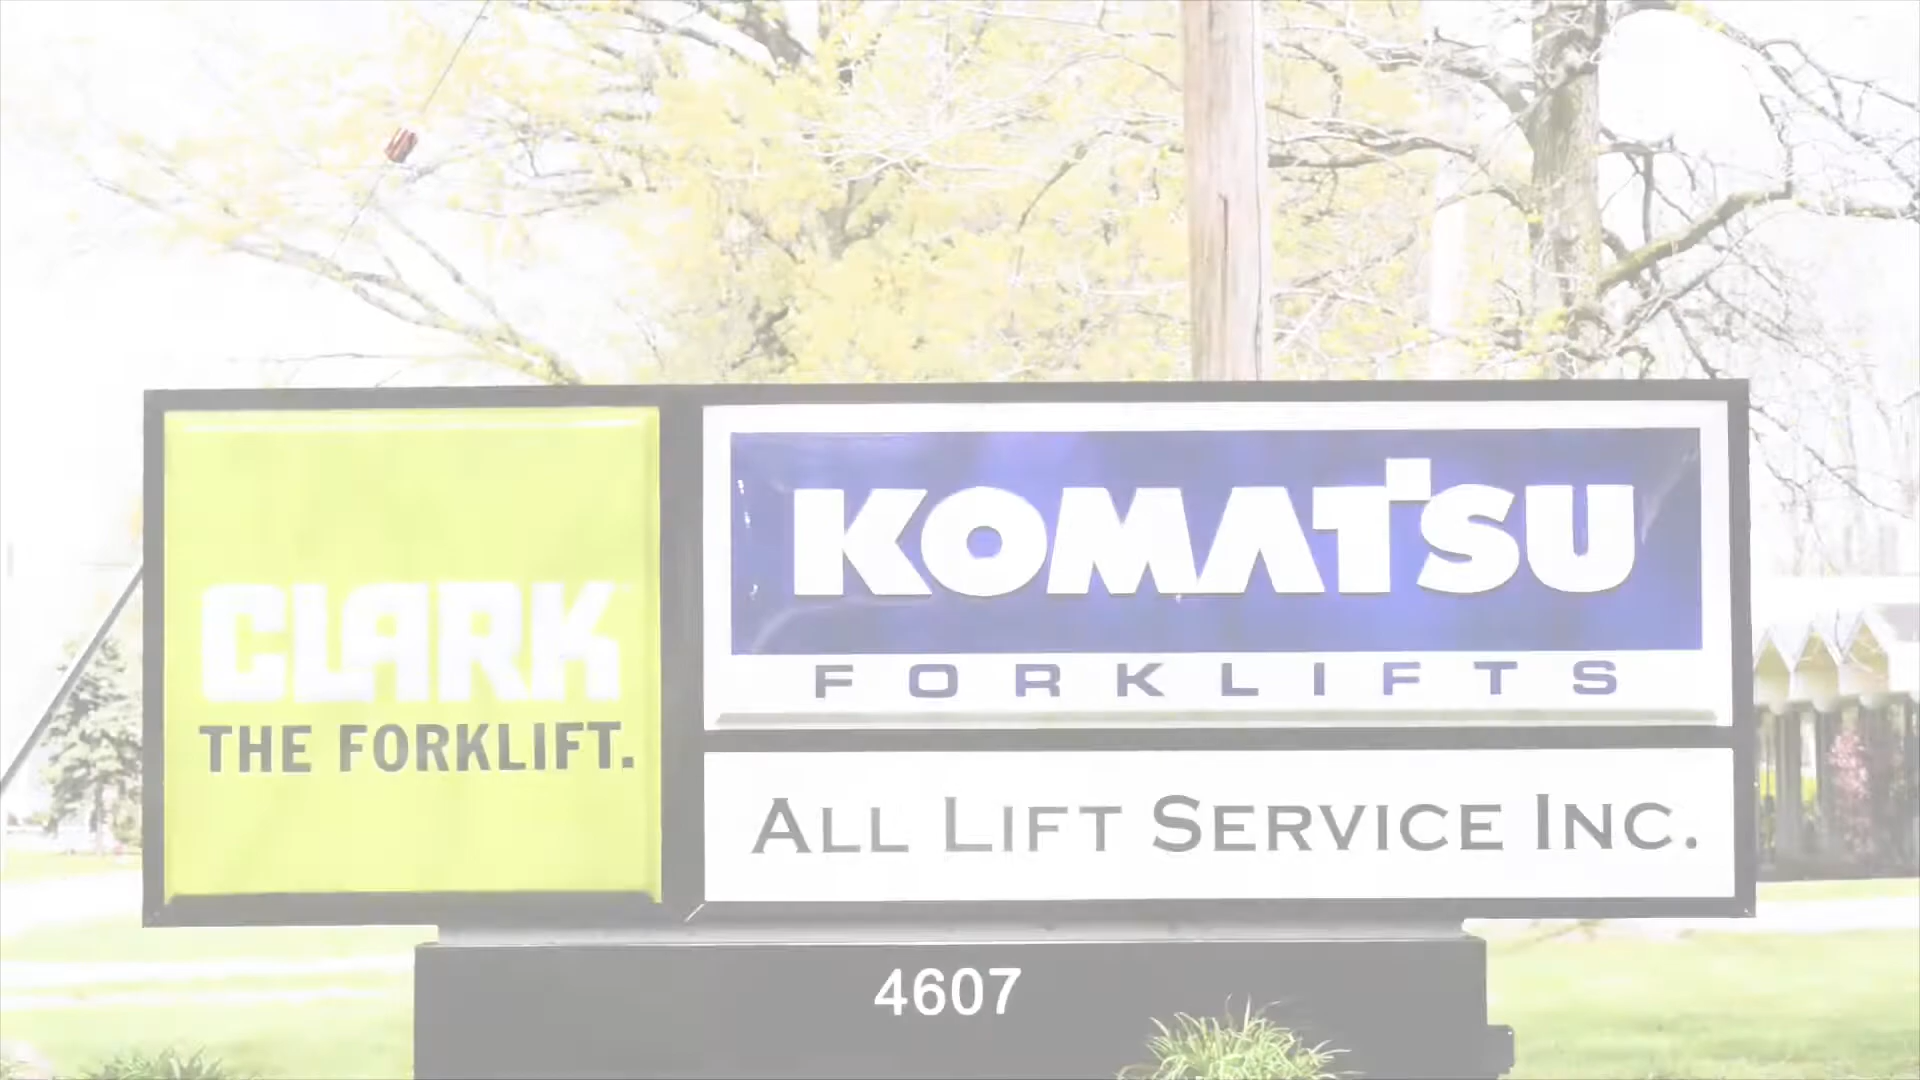 CLARK
THE FORKLIFT.
KOMATSU
FORKLIFTS
ALL LIFT SERVICE INC.
4607